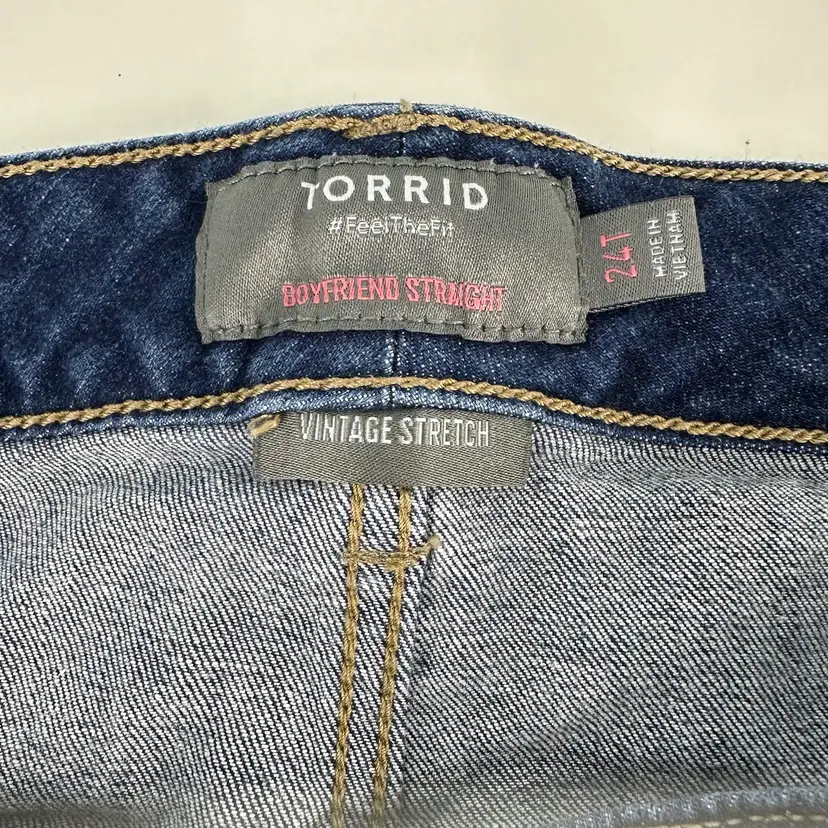 TORRID
#FeelTheFit
BOYFRIEND STRAIGHT
24T
MADE IN
VIETNAM
VINTAGE STRETCH